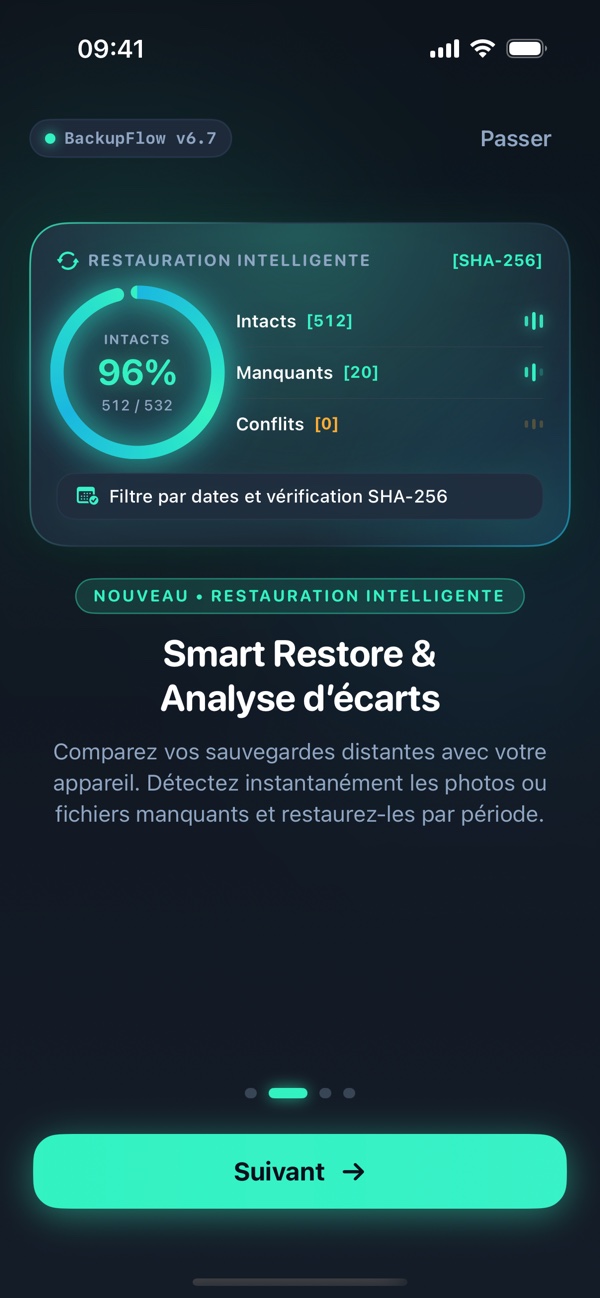 09:41
BackupFlow v6.7
Passer
RESTAURATION INTELLIGENTE
[SHA-256]
INTACTS
96%
512 / 532
Intacts [512]
Manquants [20]
Conflits [0]
Filtre par dates et vérification SHA-256
NOUVEAU • RESTAURATION INTELLIGENTE
Smart Restore &
Analyse d’écarts
Comparez vos sauvegardes distantes avec votre
appareil. Détectez instantanément les photos ou
fichiers manquants et restaurez-les par période.
Suivant →